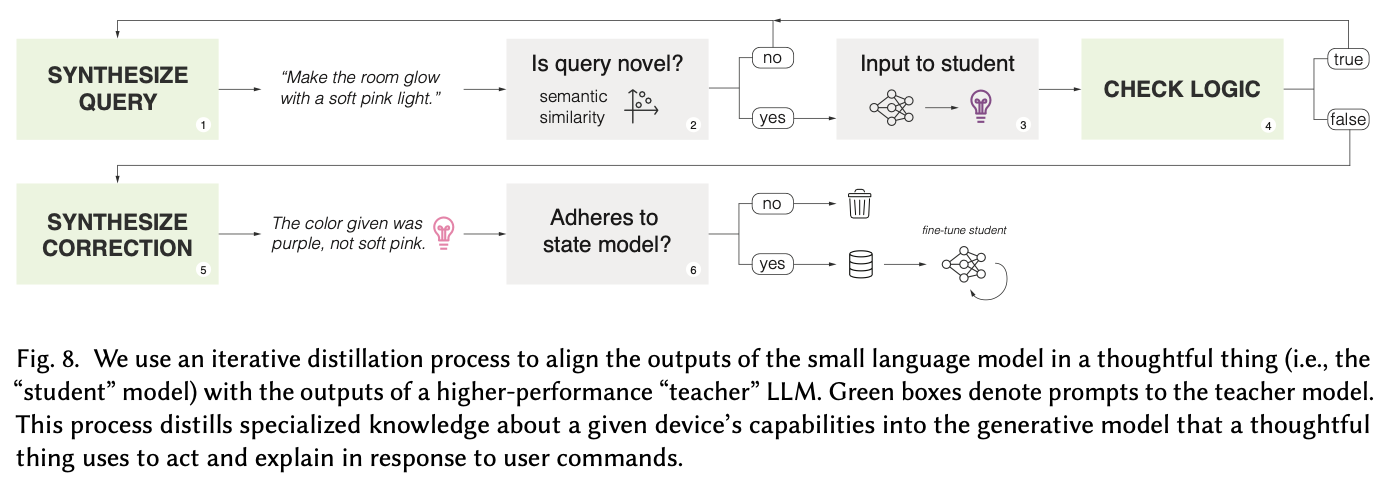 SYNTHESIZE
QUERY
1
“Make the room glow
with a soft pink light.”
Is query novel?
semantic
similarity
2
no
yes
Input to student
3
CHECK LOGIC
4
true
false
SYNTHESIZE
CORRECTION
5
The color given was
purple, not soft pink.
Adheres to
state model?
6
no
yes
fine-tune student
Fig. 8. We use an iterative distillation process to align the outputs of the small language model in a thoughtful thing (i.e., the
“student” model) with the outputs of a higher-performance “teacher” LLM. Green boxes denote prompts to the teacher model.
This process distills specialized knowledge about a given device’s capabilities into the generative model that a thoughtful
thing uses to act and explain in response to user commands.